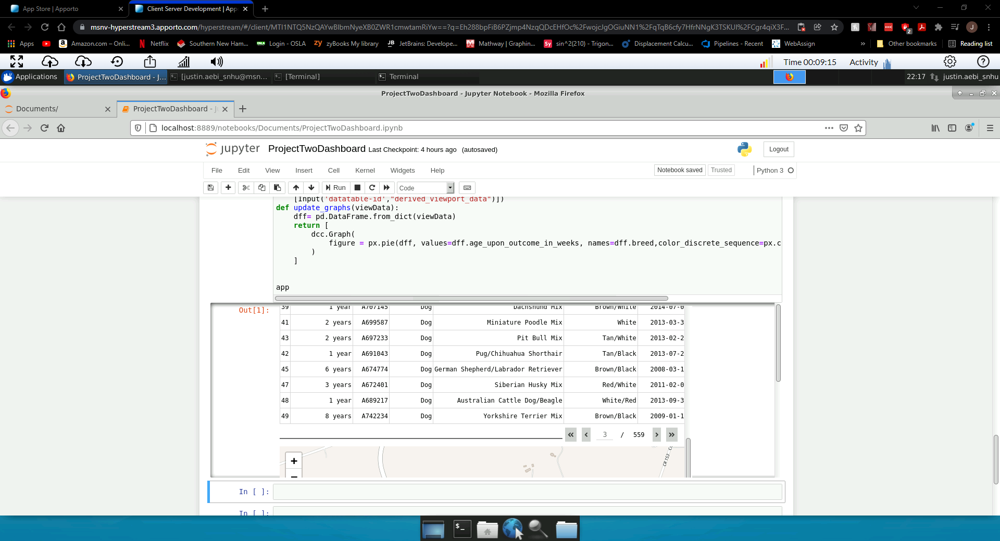 App Store | Apporto
Client Server Development | App
msnv-hyperstream3.apporto.com/hyperstream/#/client/MTI1NTQ5NzQAYwBlbmNyeXB0ZWR1cmwtamRiYw==?q=Eh288bpFiB6PZjmp4NzqQDcEHfOc%2FwojcJgOGiuNN1%2FqTqB6cfy7HfrNNgK3TSKUI%2FCgr4qiX3F...
2
J
Apps
Amazon.com – Onli...
Netflix
Southern New Ham...
Login - OSLA
zyBooks My library
JetBrains: Develope...
Mathway | Graphin...
sin^2(210) - Trigon...
Displacement Calcu...
Pipelines - Recent
WebAssign
»
Other bookmarks
Reading list
Time 00:09:15
Activity
Applications
ProjectTwoDashboard - J...
[justin.aebi_snhu@msn...
[Terminal]
Terminal
22:17
justin.aebi_snhu
ProjectTwoDashboard - Jupyter Notebook - Mozilla Firefox
Documents/
ProjectTwoDashboard - J
localhost:8889/notebooks/Documents/ProjectTwoDashboard.ipynb
jupyter ProjectTwoDashboard Last Checkpoint: 4 hours ago (autosaved)
Logout
File Edit View Insert Cell Kernel Widgets Help
Notebook saved Trusted Python 3
Run Code
[Input('datatable-id',"derived_viewport_data")])
def update_graphs(viewData):
dff= pd.DataFrame.from_dict(viewData)
return [
dcc.Graph(
figure = px.pie(dff, values=dff.age_upon_outcome_in_weeks, names=dff.breed,color_discrete_sequence=px.c
)
]
app
Out[1]:
39 1 year A707145 Dog Dachshund Mix Brown/White 2014-07-0
41 2 years A699587 Dog Miniature Poodle Mix White 2013-03-3
43 2 years A697233 Dog Pit Bull Mix Tan/White 2013-02-2
42 1 year A691043 Dog Pug/Chihuahua Shorthair Tan/Black 2013-07-2
45 6 years A674774 Dog German Shepherd/Labrador Retriever Brown/Black 2008-03-1
47 3 years A672401 Dog Siberian Husky Mix Red/White 2011-02-0
48 1 year A689217 Dog Australian Cattle Dog/Beagle White/Red 2013-09-3
49 8 years A742234 Dog Yorkshire Terrier Mix Brown/Black 2009-01-1
« ‹ 3 / 559 › »
+
CR 153
In [ ]:
In [ ]: